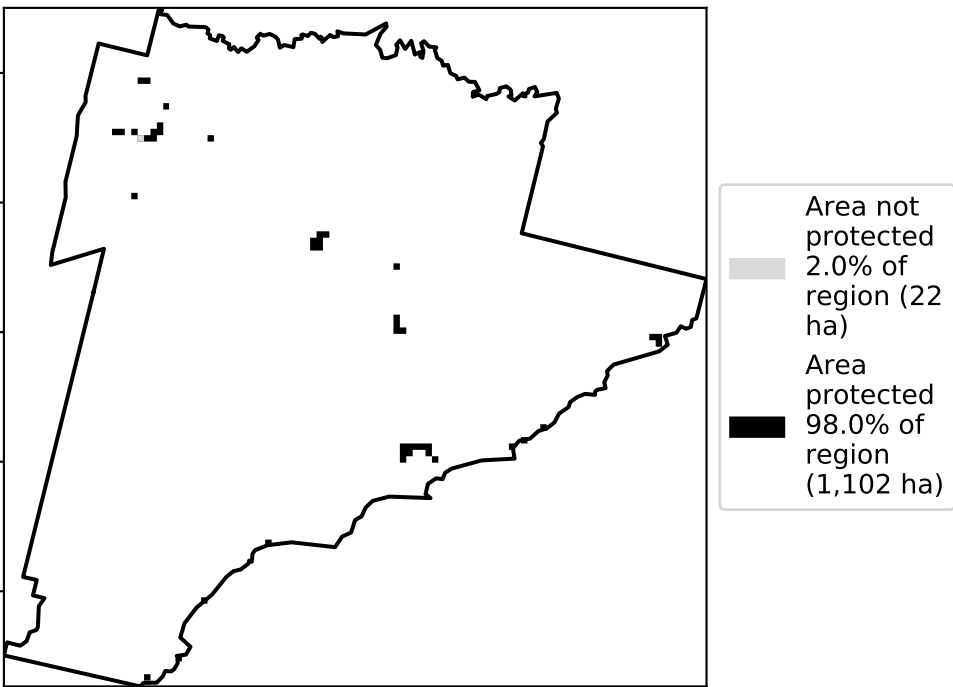 Area not
protected
2.0% of
region (22
ha)
Area
protected
98.0% of
region
(1,102 ha)